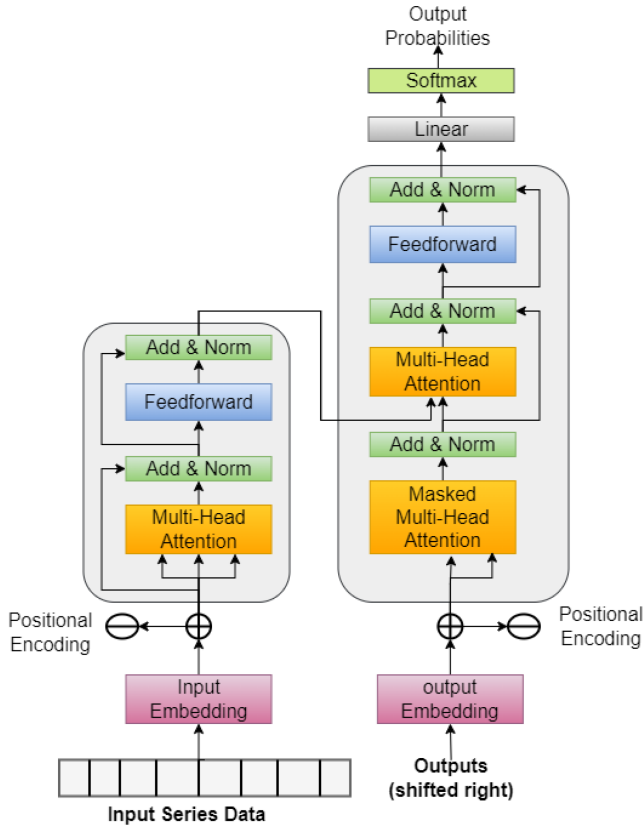 Output
Probabilities
Softmax
Linear
Add & Norm
Feedforward
Add & Norm
Multi-Head
Attention
Add & Norm
Masked
Multi-Head
Attention
Add & Norm
Feedforward
Add & Norm
Multi-Head
Attention
Positional
Encoding
Positional
Encoding
Input
Embedding
output
Embedding
Outputs
(shifted right)
Input Series Data